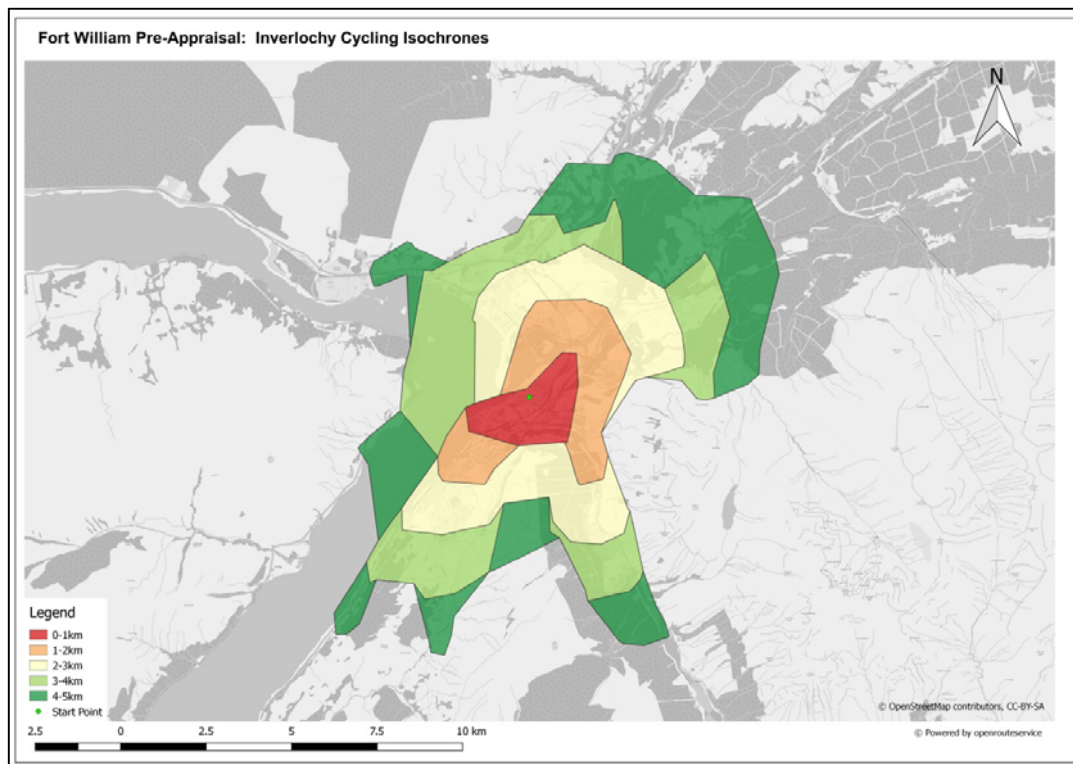 Fort William Pre-Appraisal: Inverlochy Cycling Isochrones
N
Legend
0-1km
1-2km
2-3km
3-4km
4-5km
Start Point
© OpenStreetMap contributors, CC-BY-SA
2.5 0 2.5 5 7.5 10 km
© Powered by openrouteservice